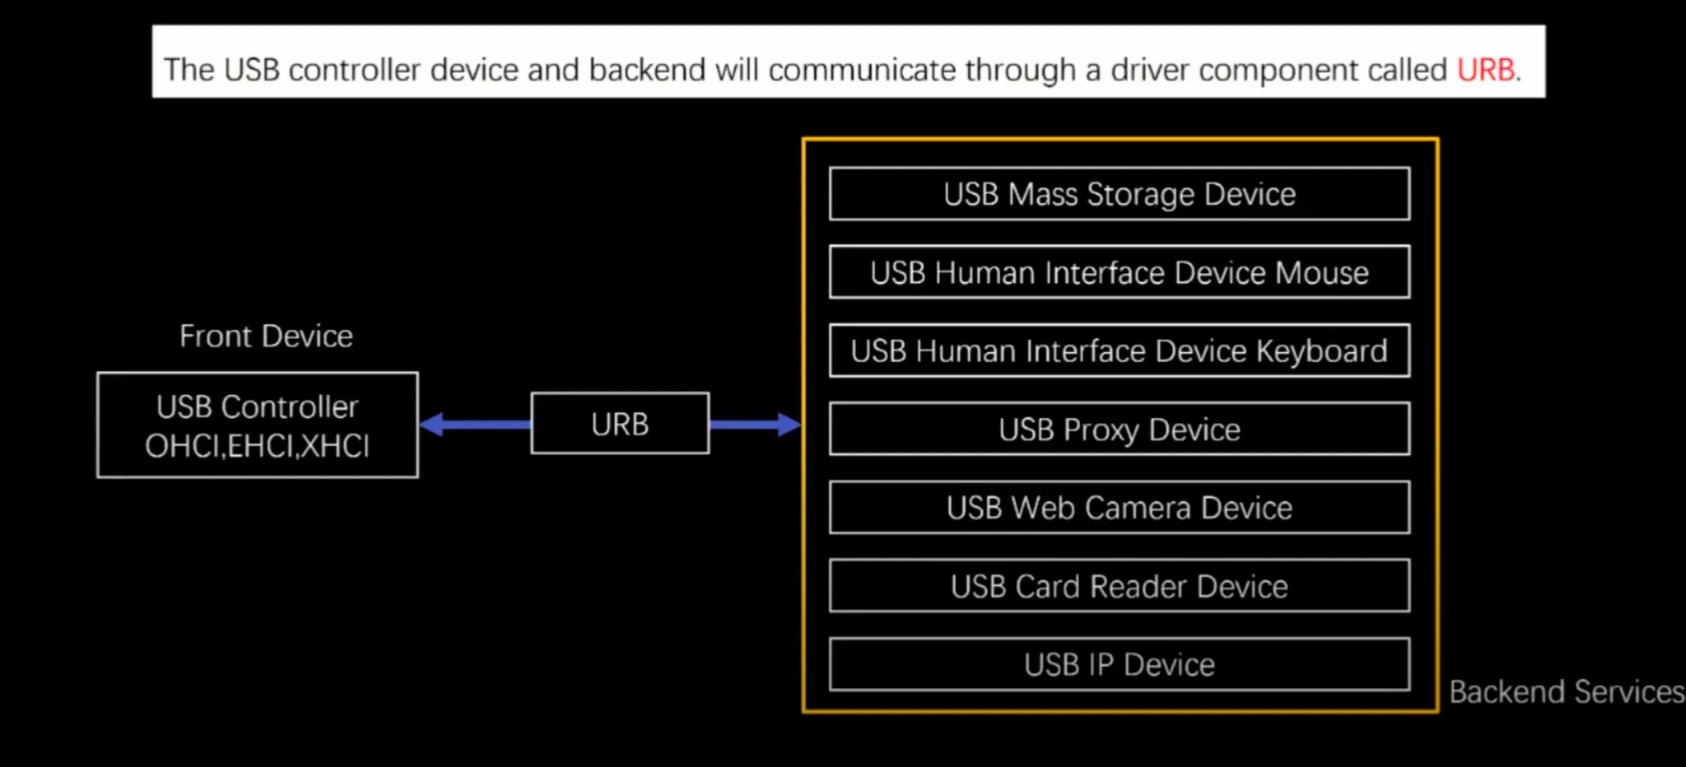 The USB controller device and backend will communicate through a driver component called URB.
Front Device
USB Controller
OHCI,EHCI,XHCI
URB
USB Mass Storage Device
USB Human Interface Device Mouse
USB Human Interface Device Keyboard
USB Proxy Device
USB Web Camera Device
USB Card Reader Device
USB IP Device
Backend Services